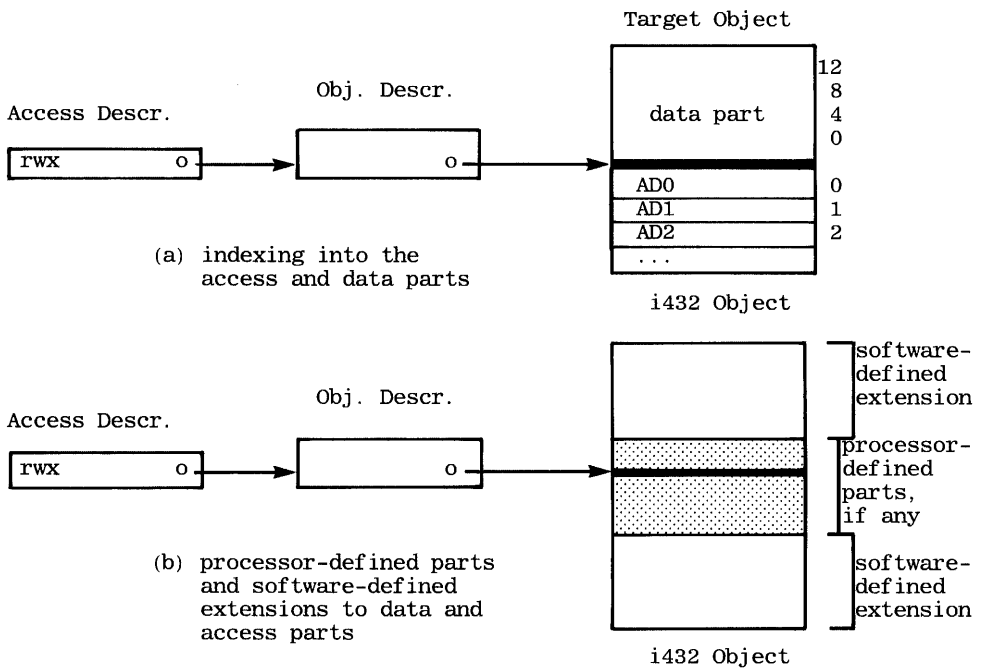 Target Object
12
8
4
0
data part
Obj. Descr.
Access Descr.
rwx o
o
AD0 0
AD1 1
AD2 2
...
(a) indexing into the
access and data parts
i432 Object
software-
defined
extension
Obj. Descr.
Access Descr.
rwx o
o
processor-
defined
parts,
if any
(b) processor-defined parts
and software-defined
extensions to data and
access parts
software-
defined
extension
i432 Object